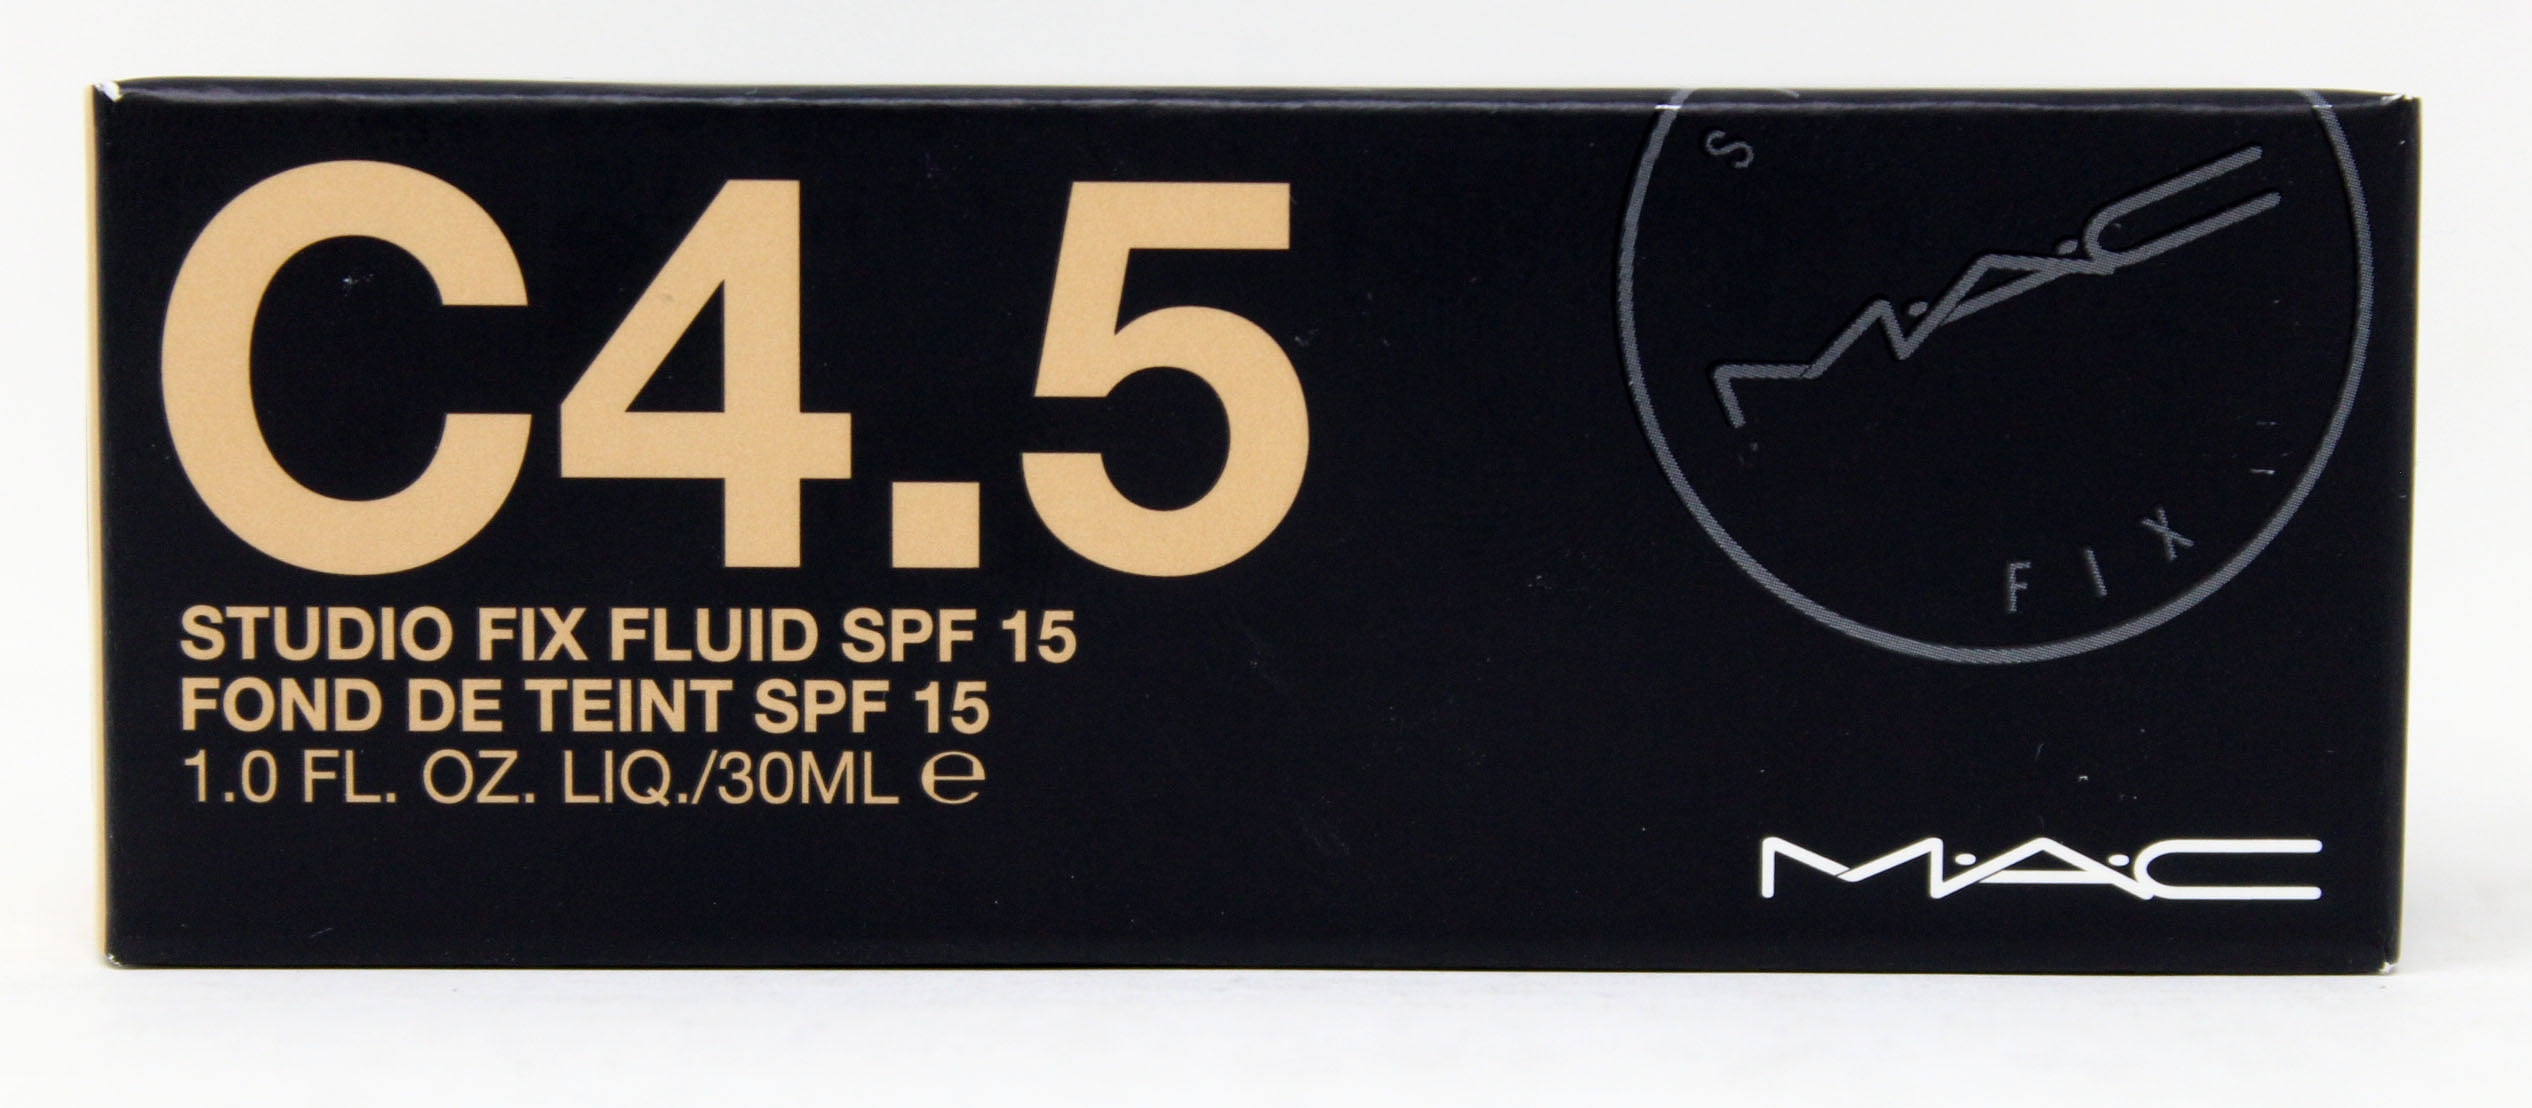 C4.5
STUDIO FIX FLUID SPF 15
FOND DE TEINT SPF 15
1.0 FL. OZ. LIQ./30ML ℮
M·A·C
FIX
M·A·C